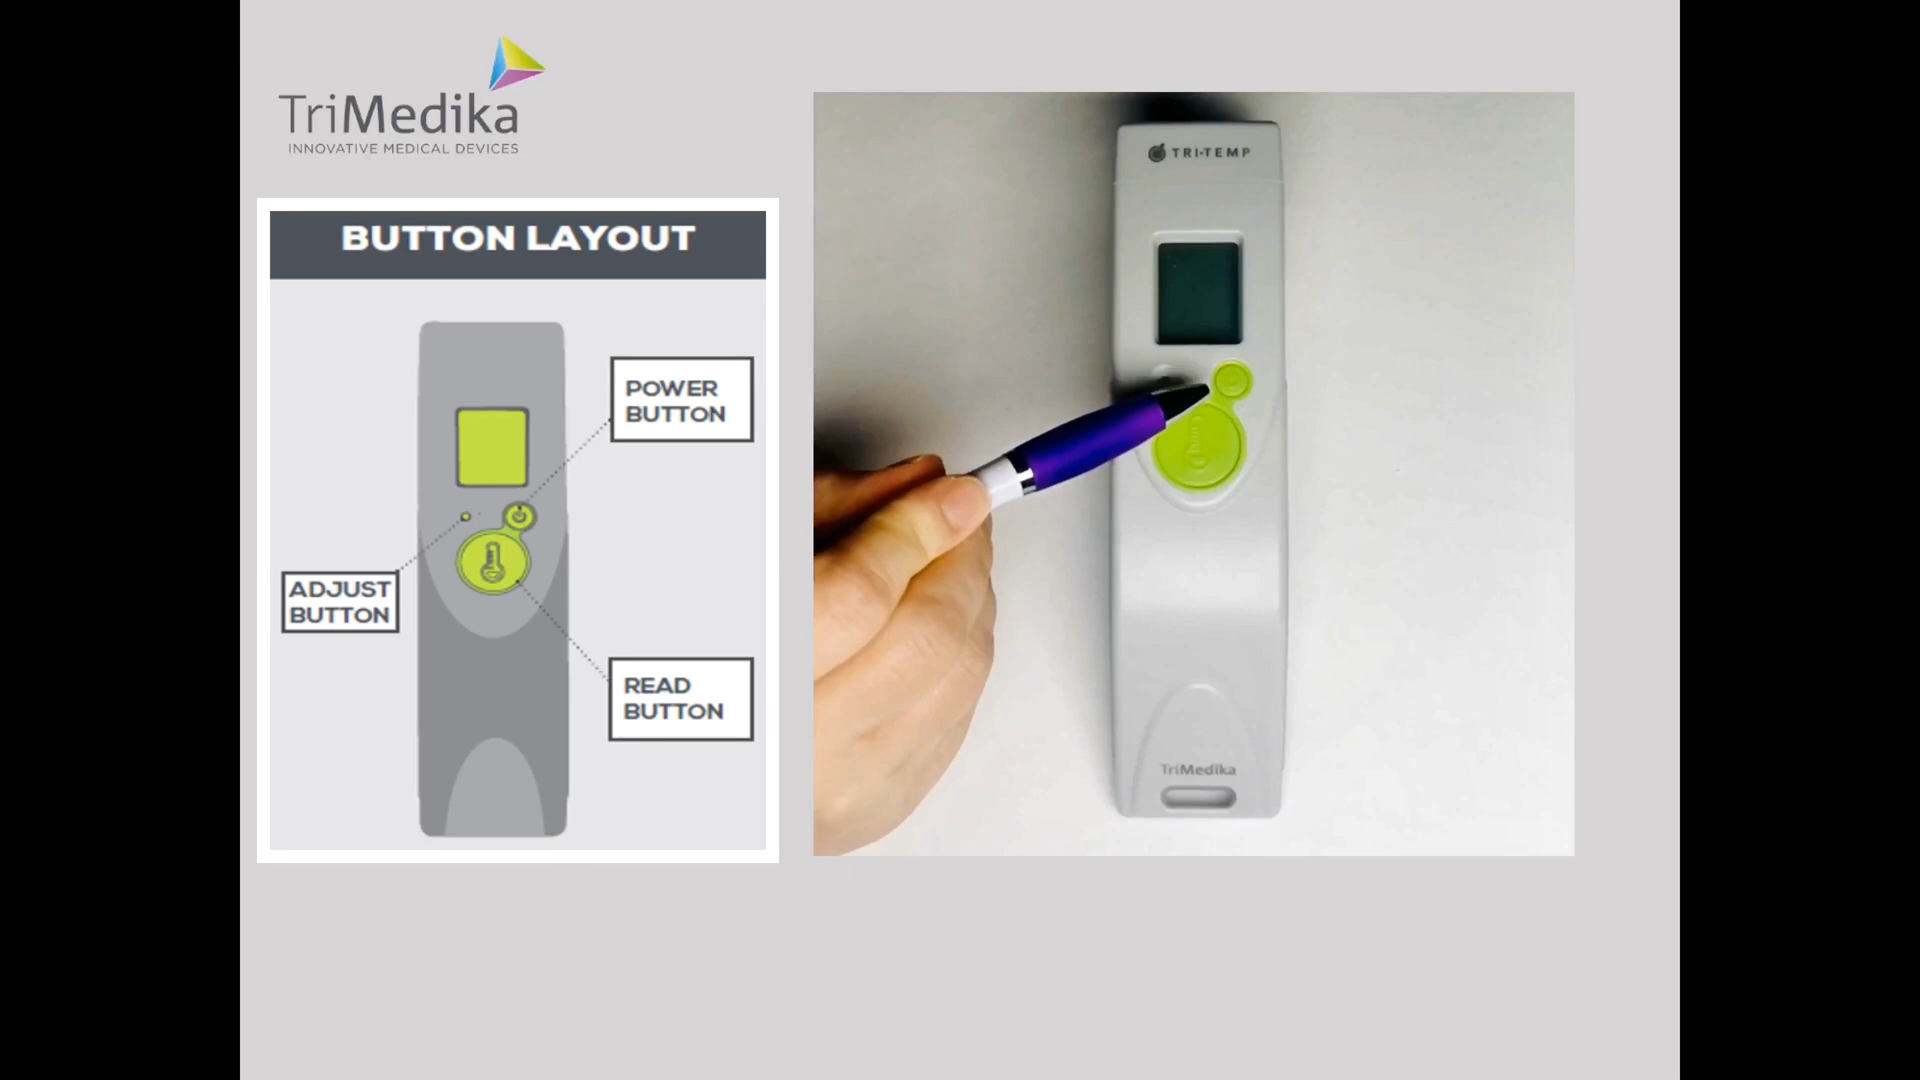 TriMedika
INNOVATIVE MEDICAL DEVICES
BUTTON LAYOUT
POWER
BUTTON
ADJUST
BUTTON
READ
BUTTON
TRI-TEMP
TriMedika